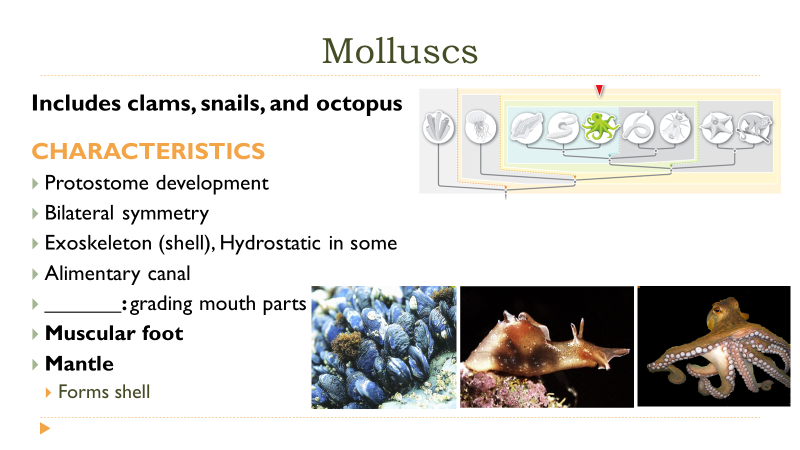 Molluscs
Includes clams, snails, and octopus
CHARACTERISTICS
Protostome development
Bilateral symmetry
Exoskeleton (shell), Hydrostatic in some
Alimentary canal
_______: grading mouth parts
Muscular foot
Mantle
Forms shell